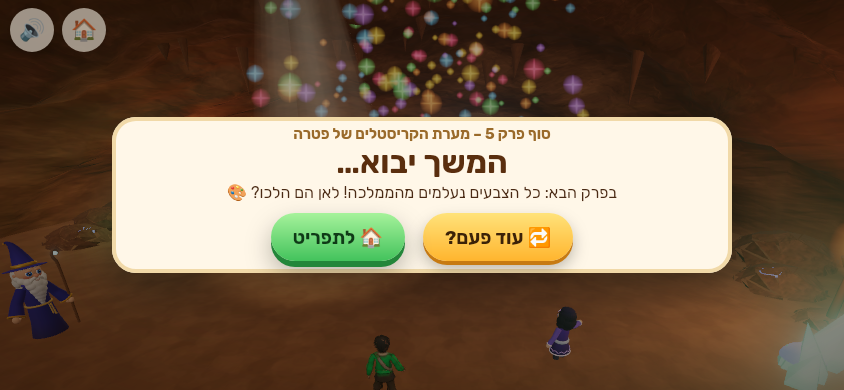 סוף פרק 5 – מערת הקריסטלים של פטרה
המשך יבוא...
בפרק הבא: כל הצבעים נעלמים מהממלכה! לאן הם הלכו? 🎨
🔁 עוד פעם?
🏠 לתפריט